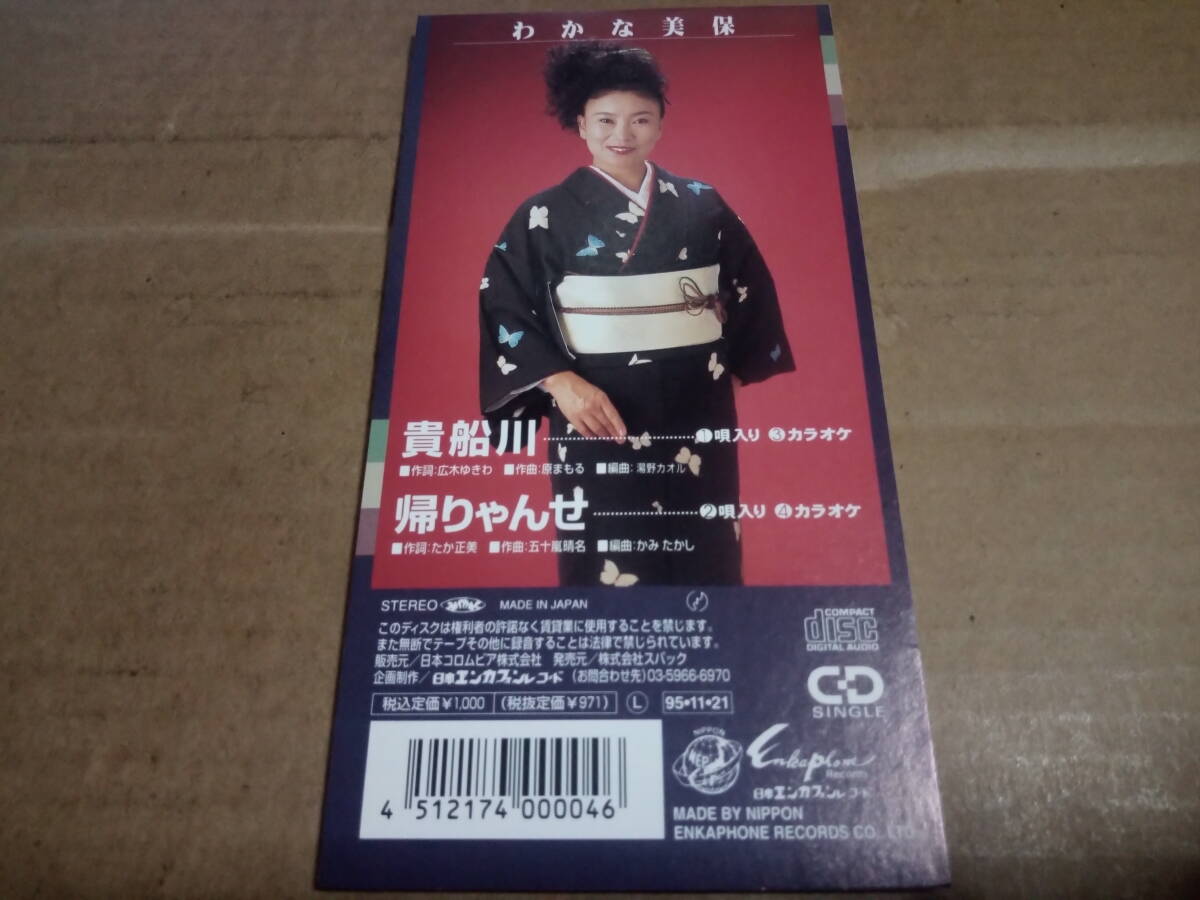 わかな美保
貴船川 ……… ①唄入り ③カラオケ
■作詞:広木ゆきわ ■作曲:原まもる ■編曲:湯野カオル
帰りゃんせ ……… ②唄入り ④カラオケ
■作詞:たか正美 ■作曲:五十嵐晴名 ■編曲:かみ たかし
STEREO MADE IN JAPAN
このディスクは権利者の許諾なく賃貸業に使用することを禁じます。
また無断でテープその他に録音することは法律で禁じられています。
販売元/日本コロムビア株式会社 発売元/株式会社スバック
企画制作/日本エンカフォンレコード (お問合わせ先)03-5966-6970
税込定価¥1,000 (税抜定価¥971) Ⓛ 95・11・21
COMPACT
disc
DIGITAL AUDIO
CD
SINGLE
4 512174 000046
NIPPON
Enkaphone
Records
日本エンカフォンレコード
MADE BY NIPPON
ENKAPHONE RECORDS CO., LTD.